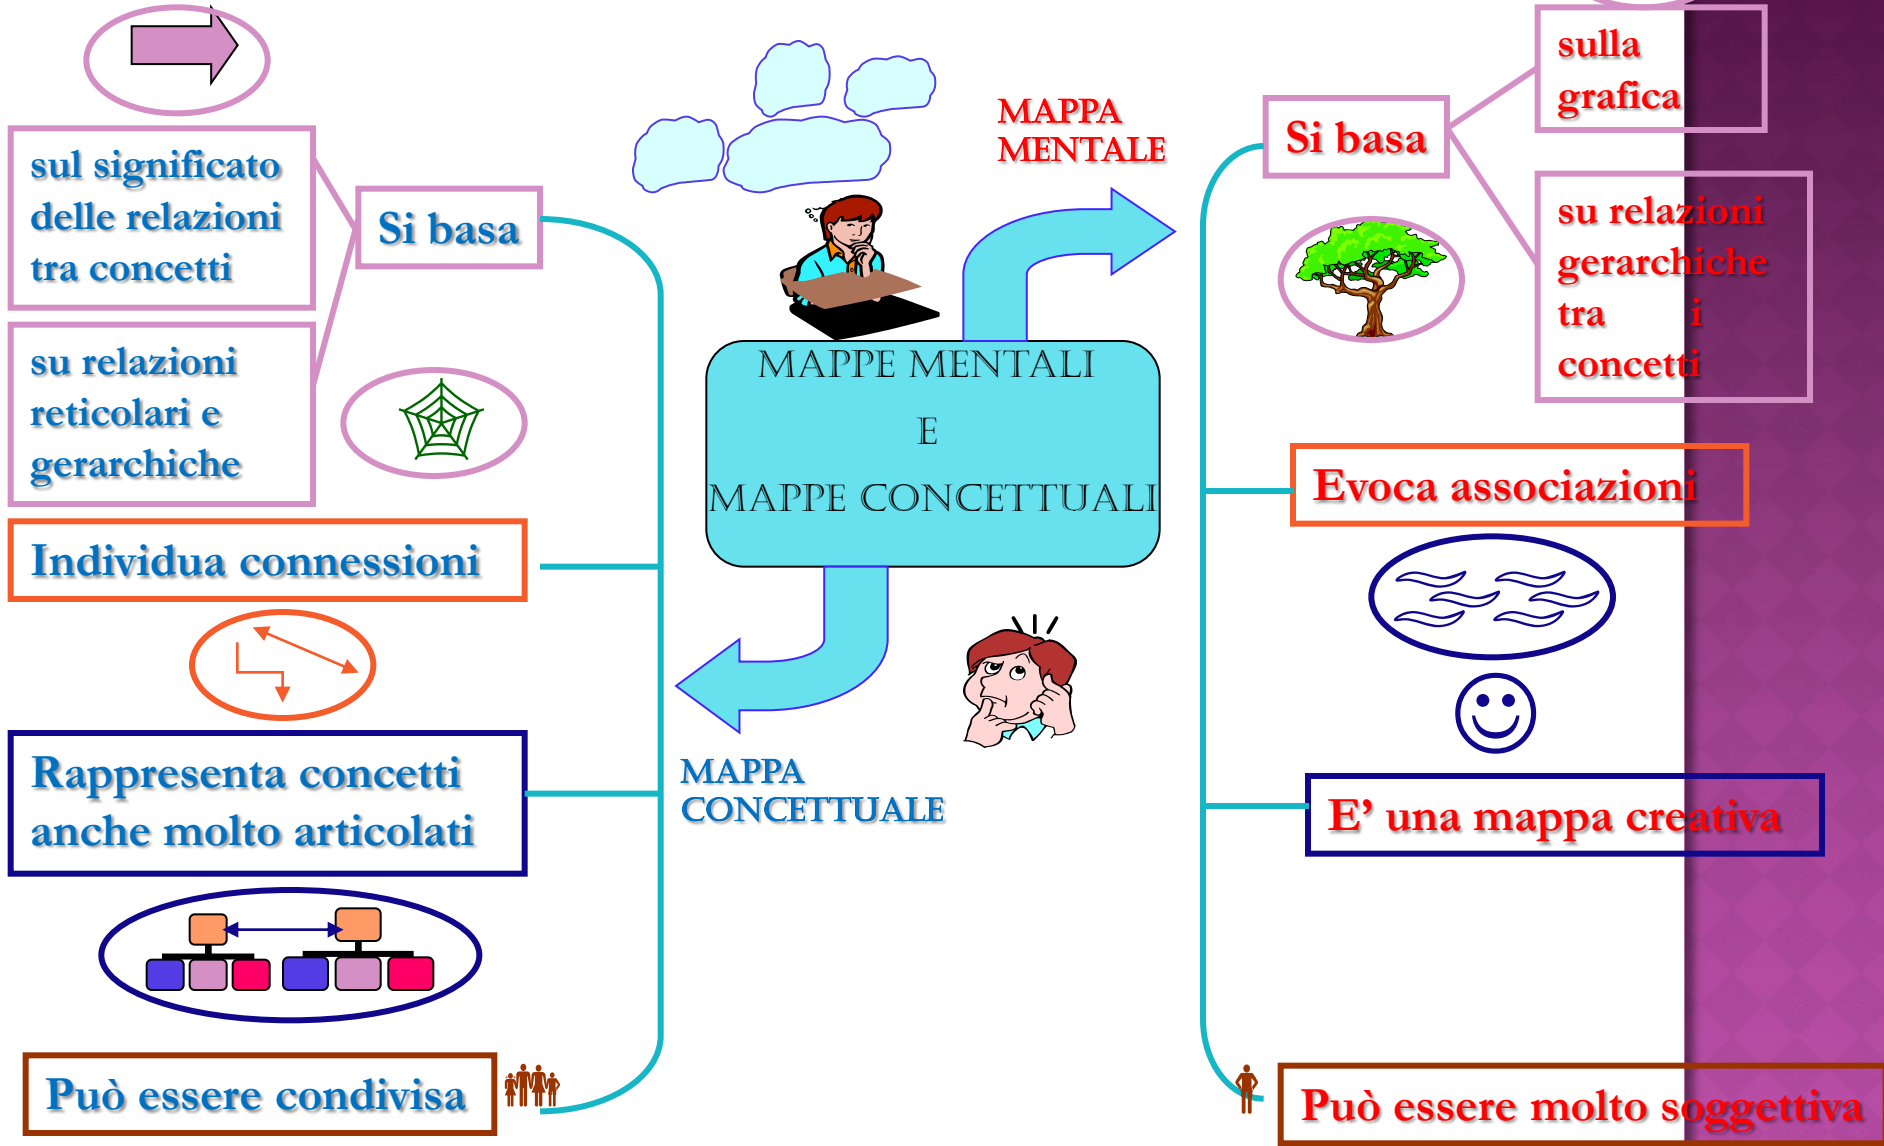 sul significato
delle relazioni
tra concetti
Si basa
su relazioni
reticolari e
gerarchiche
Individua connessioni
Rappresenta concetti
anche molto articolati
Può essere condivisa
MAPPE MENTALI
E
MAPPE CONCETTUALI
MAPPA
CONCETTUALE
MAPPA
MENTALE
Si basa
sulla
grafica
su relazioni
gerarchiche
tra i
concetti
Evoca associazioni
E’ una mappa creativa
Può essere molto soggettiva